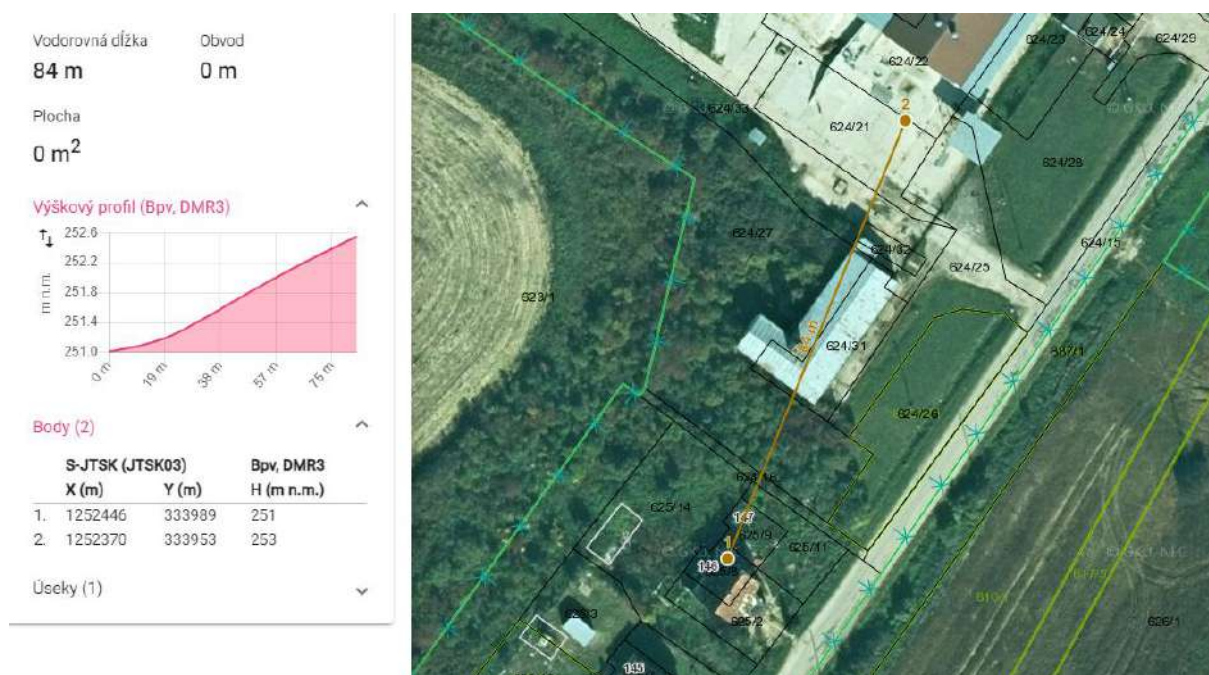 Vodorovná dĺžka Obvod
84 m 0 m
Plocha
0 m²
Výškový profil (Bpv, DMR3)
252.6
252.2
251.8
251.4
251.0
m n.m.
0 m 19 m 38 m 57 m 75 m
Body (2)
S-JTSK (JTSK03) Bpv, DMR3
X (m) Y (m) H (m n.m.)
1. 1252446 333989 251
2. 1252370 333953 253
Úseky (1)
624/23
624/24
624/29
624/22
624/33
2
624/21
624/28
624/27
624/32
624/25
624/15
623/1
624/31
887/1
624/26
625/14
147
625/9
625/11
1
146
625/2
626/1
145